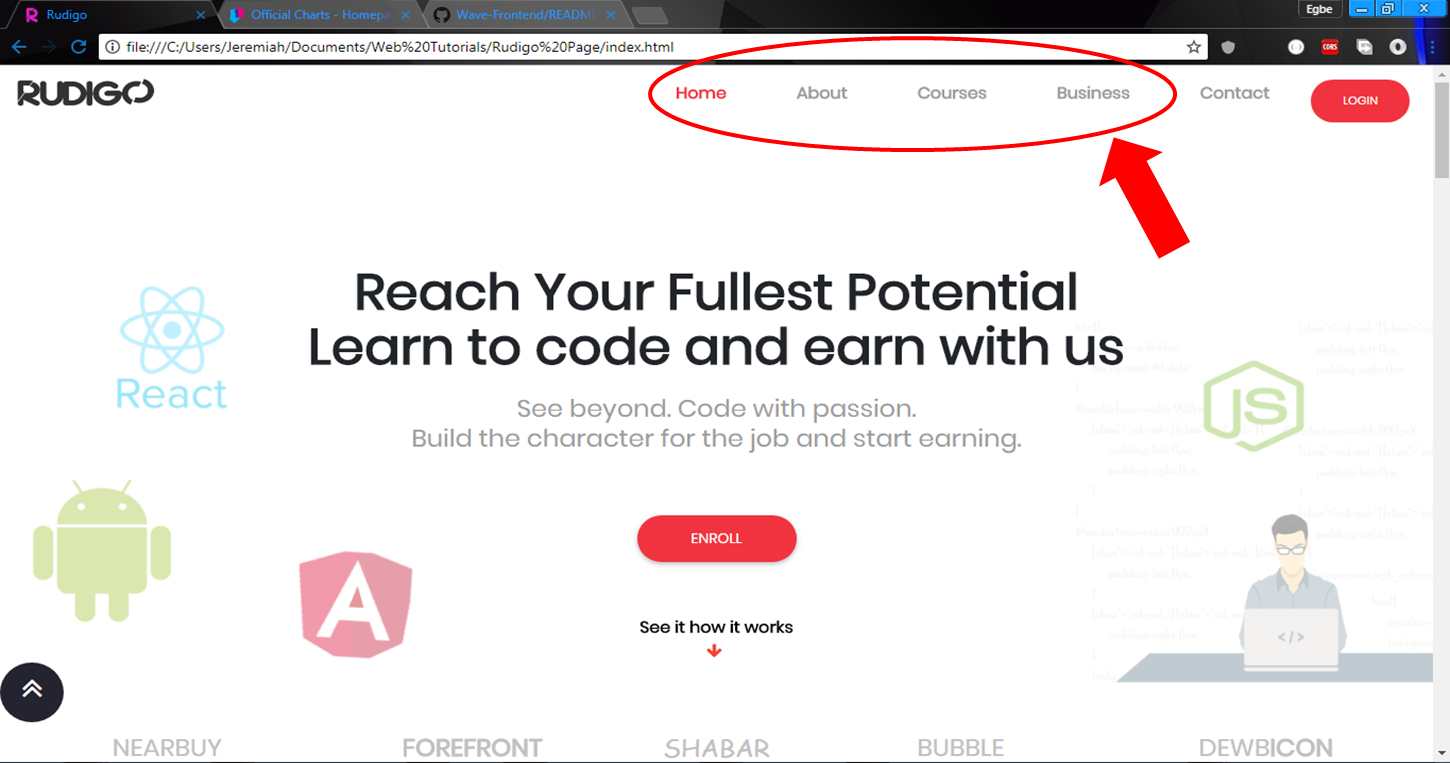 Egbe
Rudigo
Official Charts - Homepa
Wave-Frontend/README
file:///C:/Users/Jeremiah/Documents/Web%20Tutorials/Rudigo%20Page/index.html
CORS
RUDIGO
Home About Courses Business Contact LOGIN
Reach Your Fullest Potential
Learn to code and earn with us
See beyond. Code with passion.
Build the character for the job and start earning.
React
JS
ENROLL
See it how it works
</>
NEARBUY FOREFRONT SHABAR BUBBLE DEWBICON